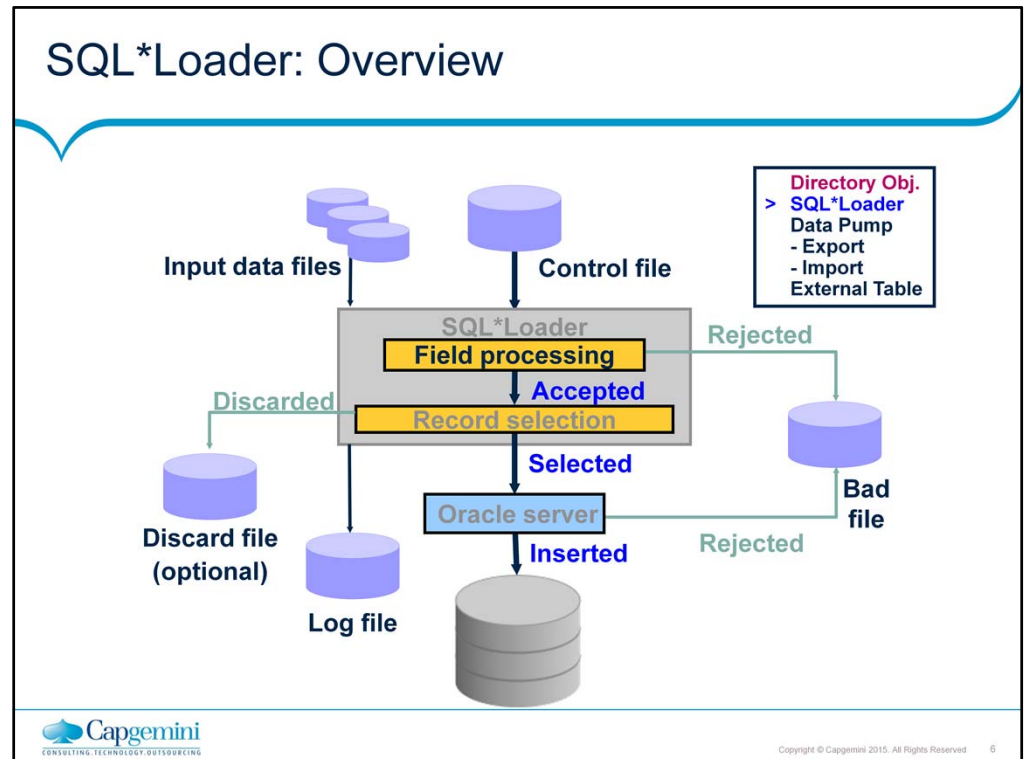 SQL*Loader: Overview
Directory Obj.
> SQL*Loader
Data Pump
- Export
- Import
External Table
Input data files
Control file
SQL*Loader
Field processing
Rejected
Accepted
Discarded
Record selection
Selected
Bad
file
Oracle server
Rejected
Discard file
(optional)
Inserted
Log file
Capgemini
CONSULTING.TECHNOLOGY.OUTSOURCING
Copyright © Capgemini 2015. All Rights Reserved 6